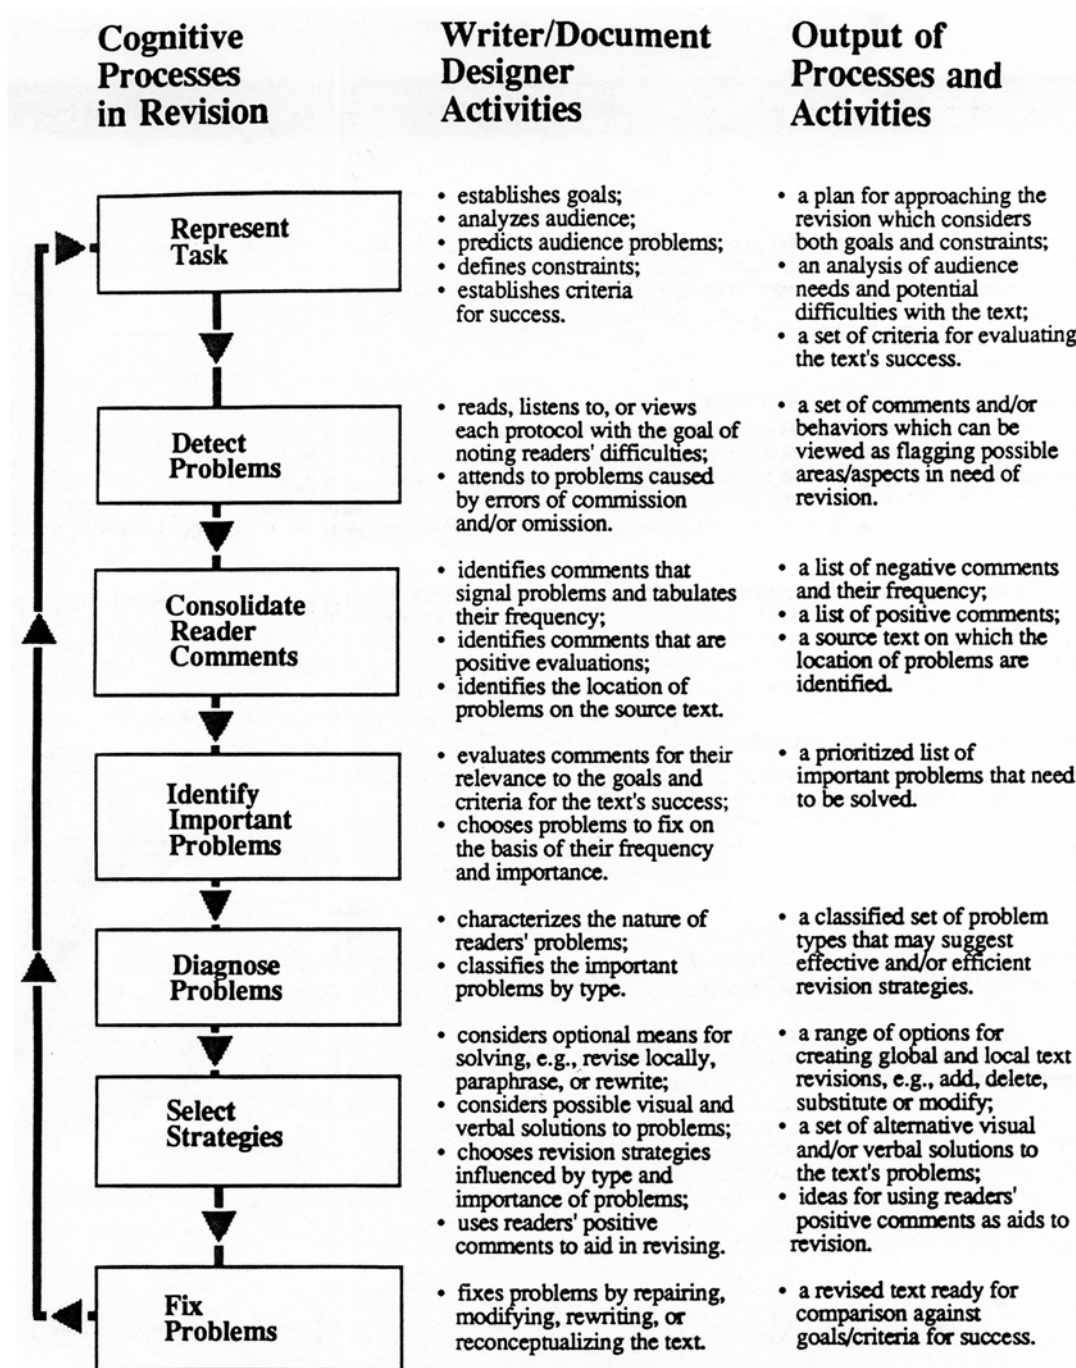 Cognitive
Processes
in Revision
Writer/Document
Designer
Activities
Output of
Processes and
Activities
Represent
Task
• establishes goals;
• analyzes audience;
• predicts audience problems;
• defines constraints;
• establishes criteria
for success.
• a plan for approaching the
revision which considers
both goals and constraints;
• an analysis of audience
needs and potential
difficulties with the text;
• a set of criteria for evaluating
the text's success.
Detect
Problems
• reads, listens to, or views
each protocol with the goal of
noting readers' difficulties;
• attends to problems caused
by errors of commission
and/or omission.
• a set of comments and/or
behaviors which can be
viewed as flagging possible
areas/aspects in need of
revision.
Consolidate
Reader
Comments
• identifies comments that
signal problems and tabulates
their frequency;
• identifies comments that are
positive evaluations;
• identifies the location of
problems on the source text.
• a list of negative comments
and their frequency;
• a list of positive comments;
• a source text on which the
location of problems are
identified.
Identify
Important
Problems
• evaluates comments for their
relevance to the goals and
criteria for the text's success;
• chooses problems to fix on
the basis of their frequency
and importance.
• a prioritized list of
important problems that need
to be solved.
Diagnose
Problems
• characterizes the nature of
readers' problems;
• classifies the important
problems by type.
• a classified set of problem
types that may suggest
effective and/or efficient
revision strategies.
Select
Strategies
• considers optional means for
solving, e.g., revise locally,
paraphrase, or rewrite;
• considers possible visual and
verbal solutions to problems;
• chooses revision strategies
influenced by type and
importance of problems;
• uses readers' positive
comments to aid in revising.
• a range of options for
creating global and local text
revisions, e.g., add, delete,
substitute or modify;
• a set of alternative visual
and/or verbal solutions to
the text's problems;
• ideas for using readers'
positive comments as aids to
revision.
Fix
Problems
• fixes problems by repairing,
modifying, rewriting, or
reconceptualizing the text.
• a revised text ready for
comparison against
goals/criteria for success.